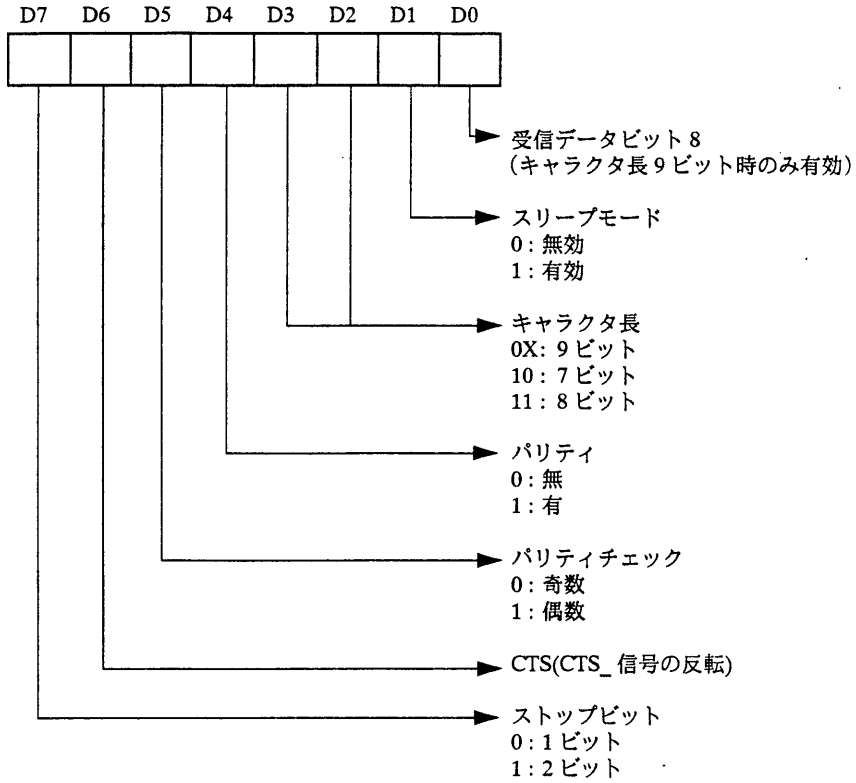 D7 D6 D5 D4 D3 D2 D1 D0
受信データビット 8
（キャラクタ長 9 ビット時のみ有効）
スリープモード
0 : 無効
1 : 有効
キャラクタ長
0X: 9 ビット
10 : 7 ビット
11 : 8 ビット
パリティ
0 : 無
1 : 有
パリティチェック
0 : 奇数
1 : 偶数
CTS(CTS_ 信号の反転)
ストップビット
0 : 1 ビット
1 : 2 ビット